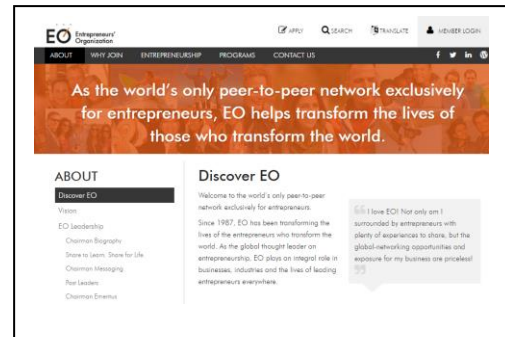 EO Entrepreneurs'
Organization
APPLY
SEARCH
TRANSLATE
MEMBER LOGIN
ABOUT
WHY JOIN
ENTREPRENEURSHIP
PROGRAMS
CONTACT US
As the world's only peer-to-peer network exclusively
for entrepreneurs, EO helps transform the lives of
those who transform the world.
ABOUT
Discover EO
Vision
EO Leadership
Chairman Biography
Share to Learn. Share for Life
Chairman Messaging
Past Leaders
Chairman Emeritus
Discover EO
Welcome to the world's only peer-to-peer
network exclusively for entrepreneurs.
Since 1987, EO has been transforming the
lives of the entrepreneurs who transform the
world. As the global thought leader on
entrepreneurship, EO plays an integral role in
businesses, industries and the lives of leading
entrepreneurs everywhere.
I love EO! Not only am I
surrounded by entrepreneurs with
plenty of experiences to share, but the
global-networking opportunities and
exposure for my business are priceless!